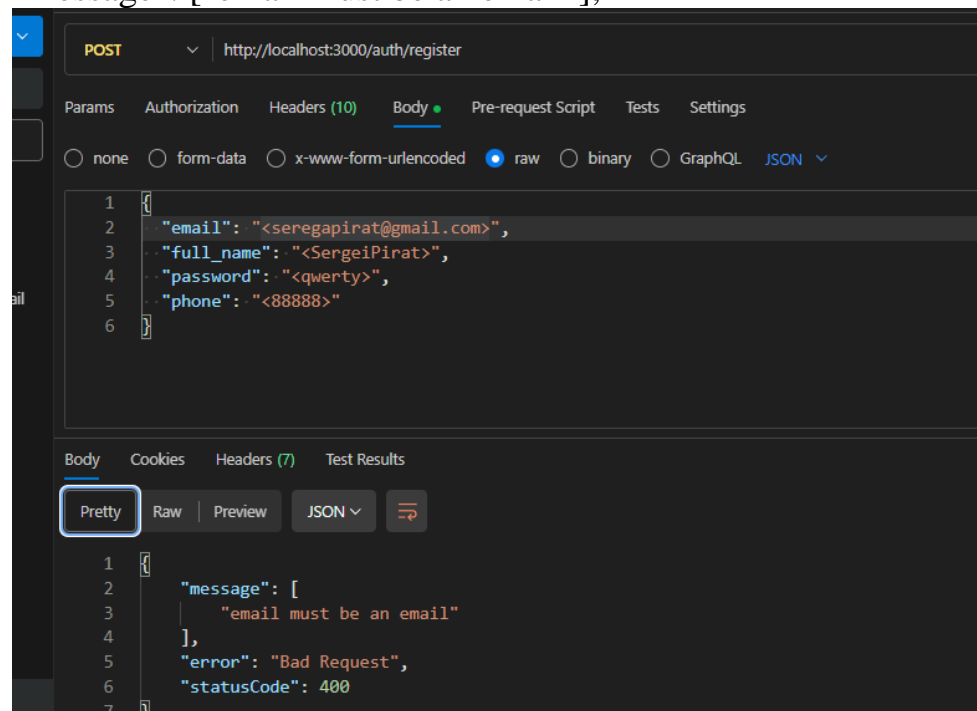 POST http://localhost:3000/auth/register
Params Authorization Headers (10) Body Pre-request Script Tests Settings
none form-data x-www-form-urlencoded raw binary GraphQL JSON
1 {
2 "email": "<seregapirat@gmail.com>",
3 "full_name": "<SergeiPirat>",
4 "password": "<qwerty>",
ail
5 "phone": "<88888>"
6 }
Body Cookies Headers (7) Test Results
Pretty Raw Preview JSON
1 {
2 "message": [
3 "email must be an email"
4 ],
5 "error": "Bad Request",
6 "statusCode": 400
7 }